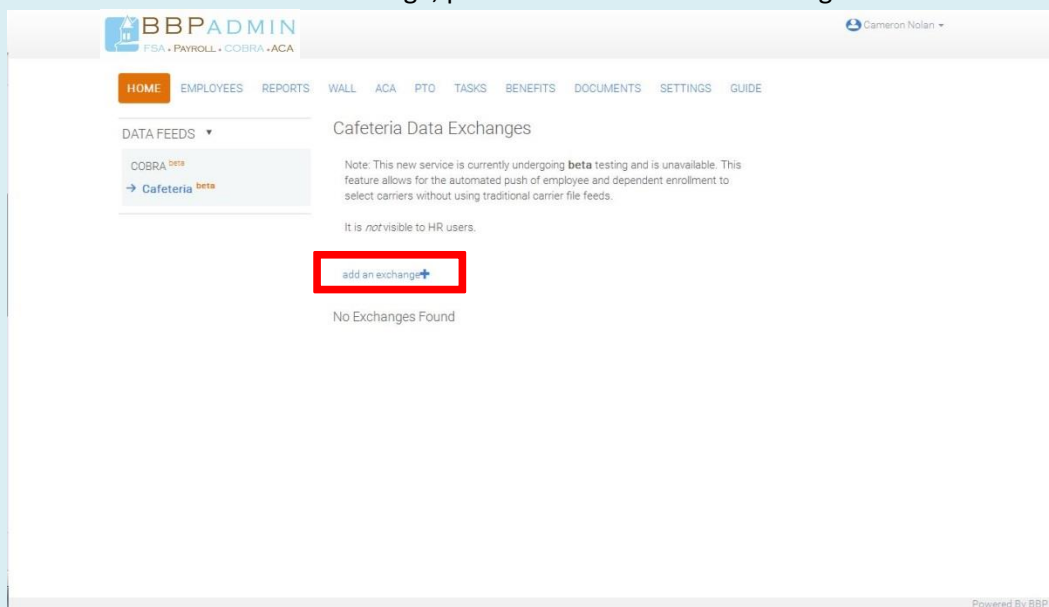 BBPADMIN
FSA . PAYROLL . COBRA . ACA
Cameron Nolan
HOME EMPLOYEES REPORTS WALL ACA PTO TASKS BENEFITS DOCUMENTS SETTINGS GUIDE
DATA FEEDS
COBRA beta
Cafeteria beta
Cafeteria Data Exchanges
Note: This new service is currently undergoing beta testing and is unavailable. This
feature allows for the automated push of employee and dependent enrollment to
select carriers without using traditional carrier file feeds.
It is not visible to HR users.
add an exchange+
No Exchanges Found
Powered By BBP